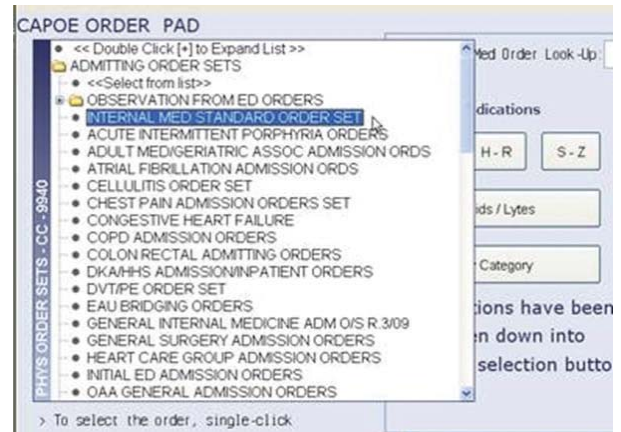 CAPOE ORDER PAD
<< Double Click [+] to Expand List >>
ADMITTING ORDER SETS
<<Select from list>>
OBSERVATION FROM ED ORDERS
INTERNAL MED STANDARD ORDER SET
ACUTE INTERMITTENT PORPHYRIA ORDERS
ADULT MED/GERIATRIC ASSOC ADMISSION ORDS
ATRIAL FIBRILLATION ADMISSION ORDS
CELLULITIS ORDER SET
CHEST PAIN ADMISSION ORDERS SET
CONGESTIVE HEART FAILURE
COPD ADMISSION ORDERS
COLON RECTAL ADMITTING ORDERS
DKA/HHS ADMISSION/INPATIENT ORDERS
DVT/PE ORDER SET
EAU BRIDGING ORDERS
GENERAL INTERNAL MEDICINE ADM O/S R.3/09
GENERAL SURGERY ADMISSION ORDERS
HEART CARE GROUP ADMISSION ORDERS
INITIAL ED ADMISSION ORDERS
OAA GENERAL ADMISSION ORDERS
PHYS ORDER SETS - CC - 9940
> To select the order, single-click
Med Order Look-Up:
dications
H - R
S - Z
ids / Lytes
Category
ions have been
n down into
selection butto